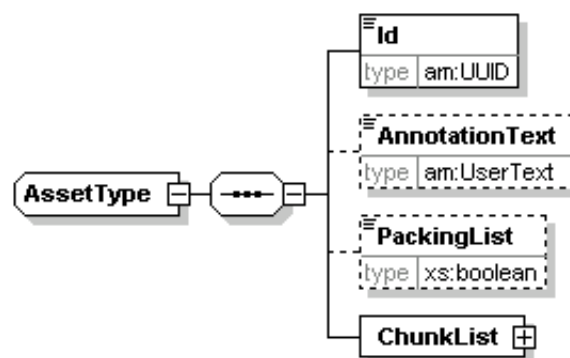 Id
type am:UUID
AnnotationText
type am:UserText
AssetType
PackingList
type xs:boolean
ChunkList